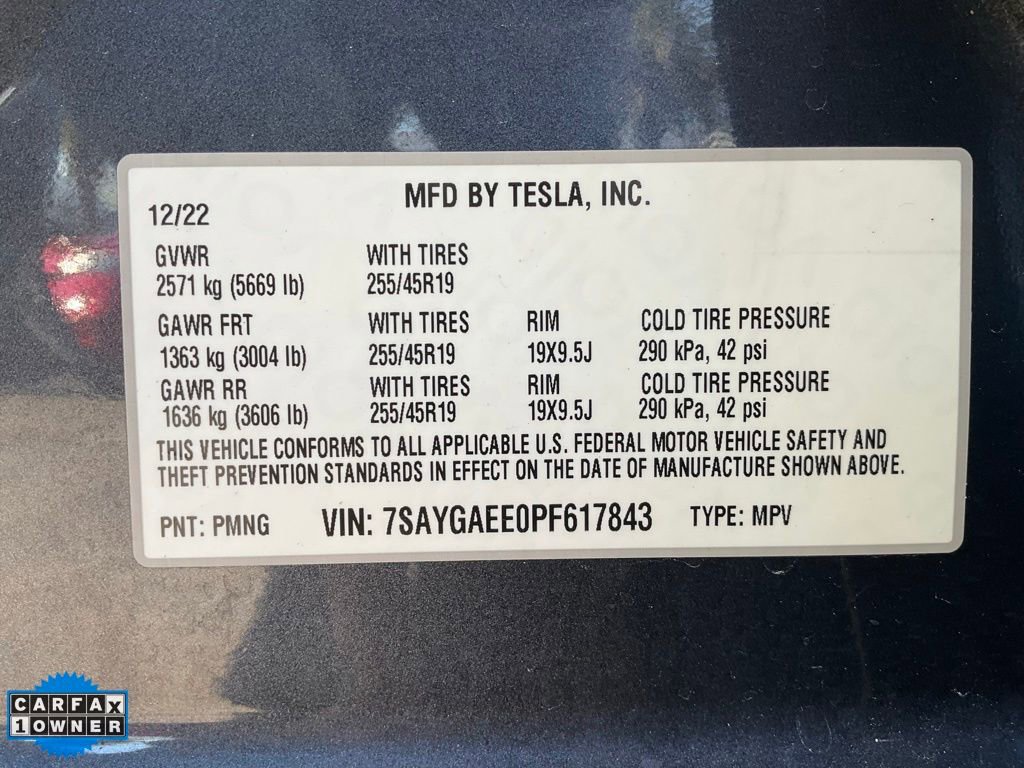 MFD BY TESLA, INC.
12/22
GVWR WITH TIRES
2571 kg (5669 lb) 255/45R19
GAWR FRT WITH TIRES RIM COLD TIRE PRESSURE
1363 kg (3004 lb) 255/45R19 19X9.5J 290 kPa, 42 psi
GAWR RR WITH TIRES RIM COLD TIRE PRESSURE
1636 kg (3606 lb) 255/45R19 19X9.5J 290 kPa, 42 psi
THIS VEHICLE CONFORMS TO ALL APPLICABLE U.S. FEDERAL MOTOR VEHICLE SAFETY AND
THEFT PREVENTION STANDARDS IN EFFECT ON THE DATE OF MANUFACTURE SHOWN ABOVE.
PNT: PMNG VIN: 7SAYGAEE0PF617843 TYPE: MPV
CARFAX
1 OWNER